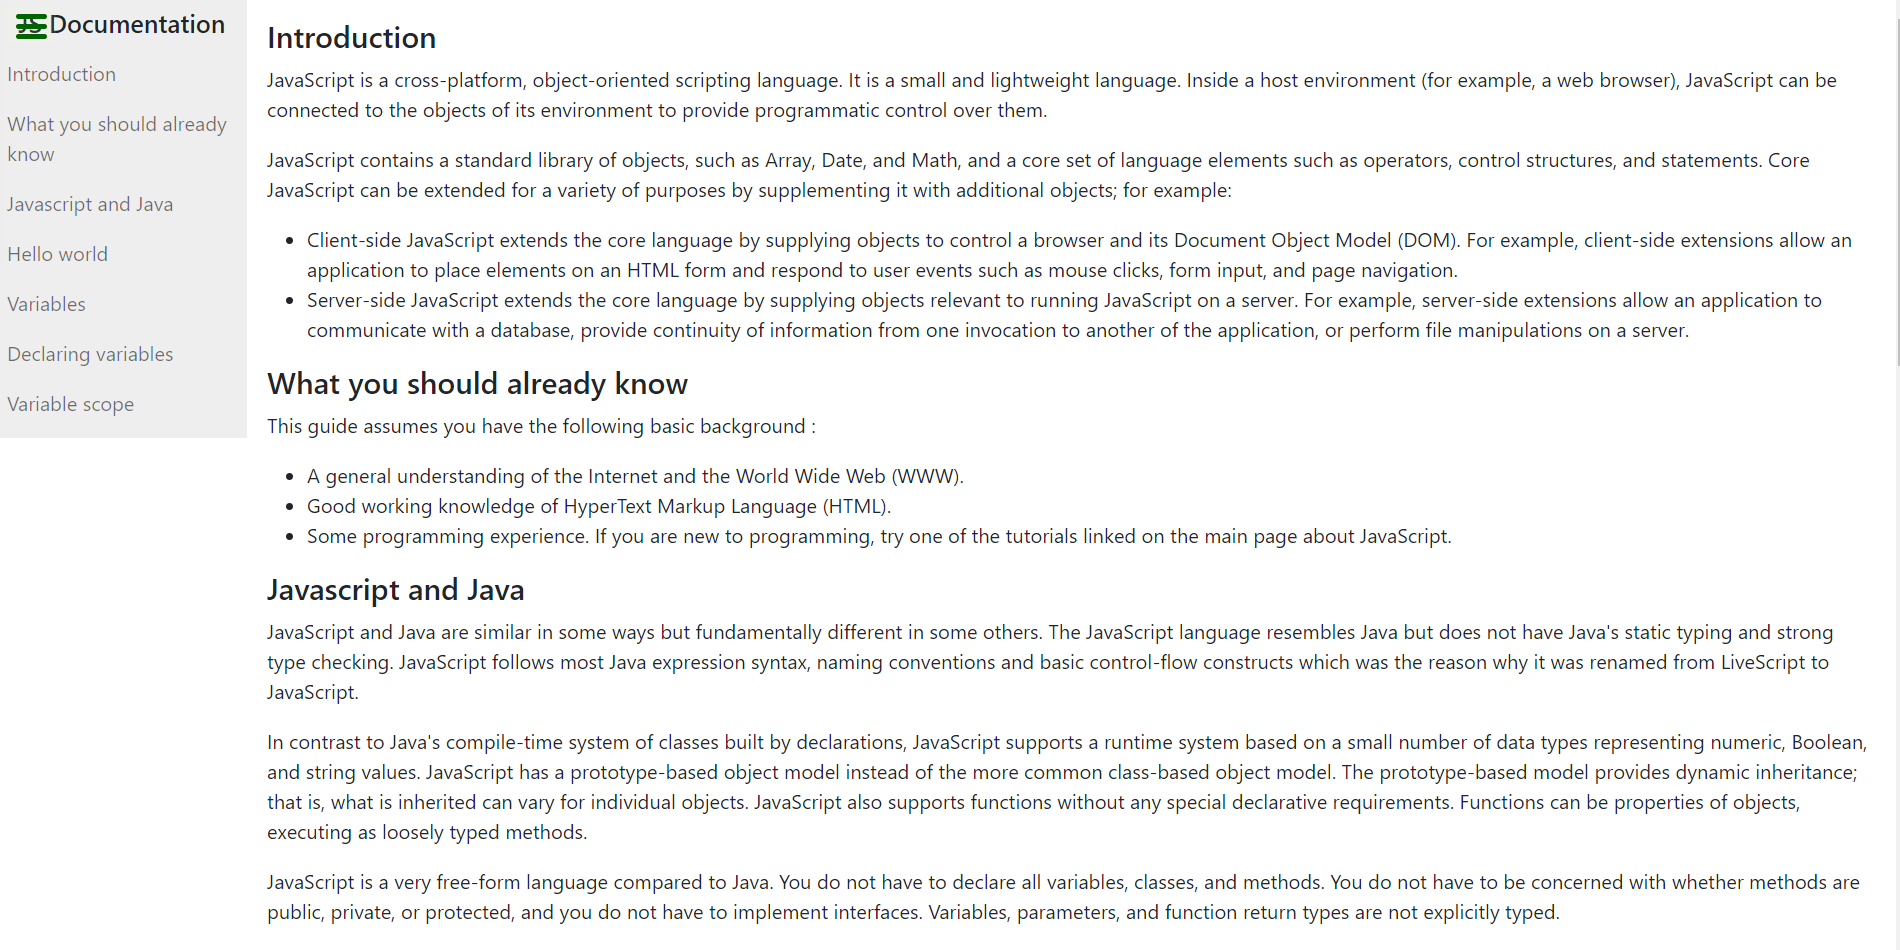 JS Documentation
Introduction
What you should already
know
Javascript and Java
Hello world
Variables
Declaring variables
Variable scope
Introduction
JavaScript is a cross-platform, object-oriented scripting language. It is a small and lightweight language. Inside a host environment (for example, a web browser), JavaScript can be
connected to the objects of its environment to provide programmatic control over them.
JavaScript contains a standard library of objects, such as Array, Date, and Math, and a core set of language elements such as operators, control structures, and statements. Core
JavaScript can be extended for a variety of purposes by supplementing it with additional objects; for example:
• Client-side JavaScript extends the core language by supplying objects to control a browser and its Document Object Model (DOM). For example, client-side extensions allow an
application to place elements on an HTML form and respond to user events such as mouse clicks, form input, and page navigation.
• Server-side JavaScript extends the core language by supplying objects relevant to running JavaScript on a server. For example, server-side extensions allow an application to
communicate with a database, provide continuity of information from one invocation to another of the application, or perform file manipulations on a server.
What you should already know
This guide assumes you have the following basic background :
• A general understanding of the Internet and the World Wide Web (WWW).
• Good working knowledge of HyperText Markup Language (HTML).
• Some programming experience. If you are new to programming, try one of the tutorials linked on the main page about JavaScript.
Javascript and Java
JavaScript and Java are similar in some ways but fundamentally different in some others. The JavaScript language resembles Java but does not have Java's static typing and strong
type checking. JavaScript follows most Java expression syntax, naming conventions and basic control-flow constructs which was the reason why it was renamed from LiveScript to
JavaScript.
In contrast to Java's compile-time system of classes built by declarations, JavaScript supports a runtime system based on a small number of data types representing numeric, Boolean,
and string values. JavaScript has a prototype-based object model instead of the more common class-based object model. The prototype-based model provides dynamic inheritance;
that is, what is inherited can vary for individual objects. JavaScript also supports functions without any special declarative requirements. Functions can be properties of objects,
executing as loosely typed methods.
JavaScript is a very free-form language compared to Java. You do not have to declare all variables, classes, and methods. You do not have to be concerned with whether methods are
public, private, or protected, and you do not have to implement interfaces. Variables, parameters, and function return types are not explicitly typed.